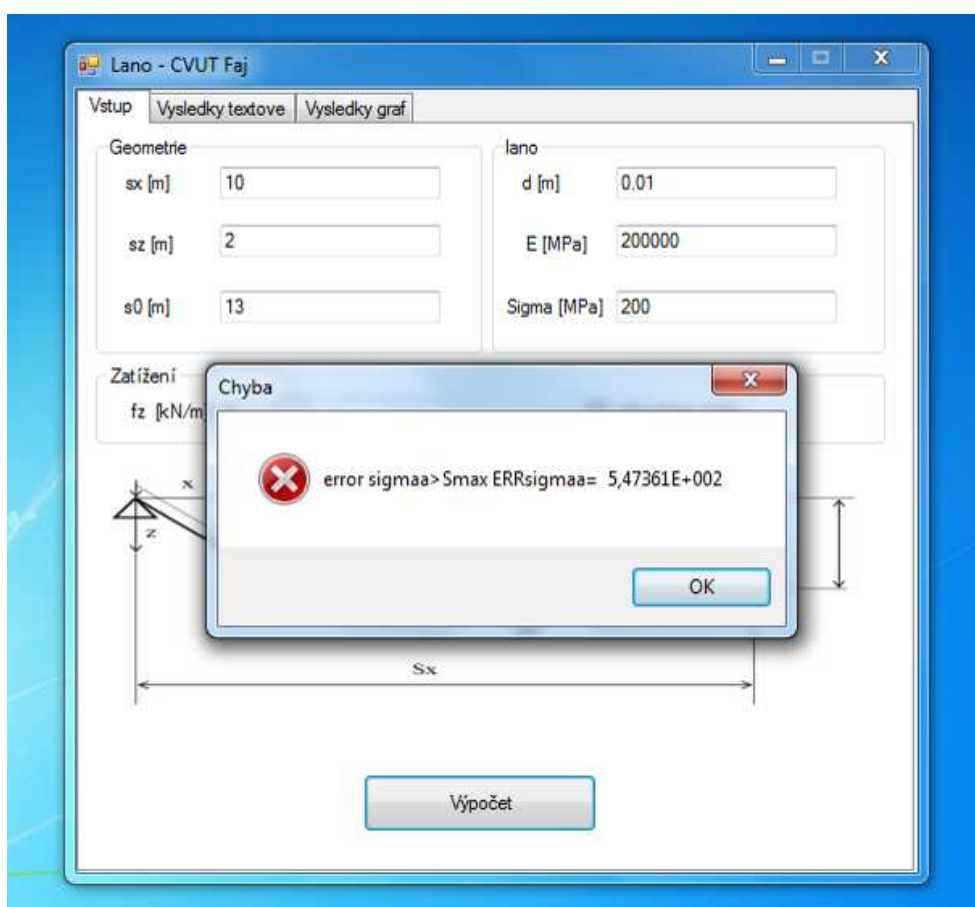 Lano - CVUT Faj
Vstup Vysledky textove Vysledky graf
Geometrie
sx [m] 10
sz [m] 2
s0 [m] 13
lano
d [m] 0.01
E [MPa] 200000
Sigma [MPa] 200
Zatížení
fz [kN/m
Chyba
error sigmaa>Smax ERRsigmaa= 5,47361E+002
OK
x
z
Sx
Výpočet